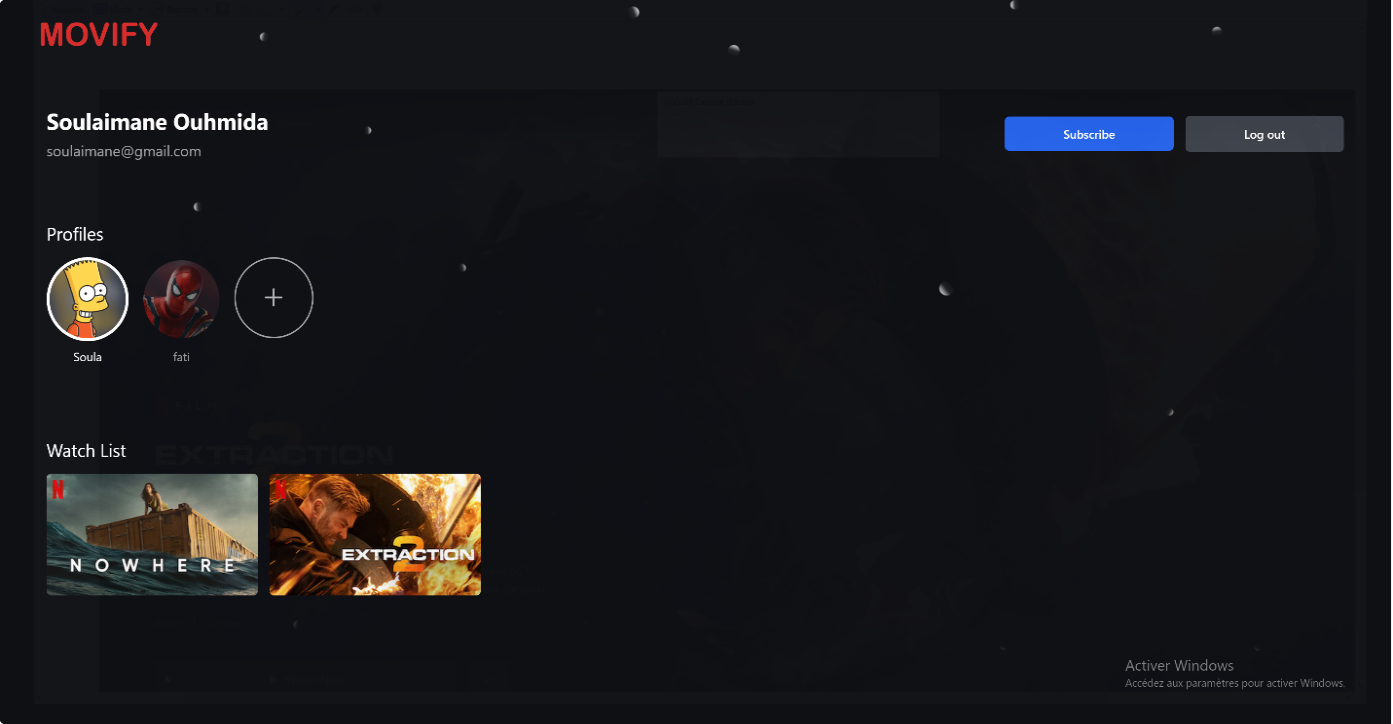 MOVIFY
Soulaimane Ouhmida
soulaimane@gmail.com
Subscribe
Log out
Profiles
Soula
fati
Watch List
EXTRACTION
N
NOWHERE
N
EXTRACTION
2
Activer Windows
Accédez aux paramètres pour activer Windows.